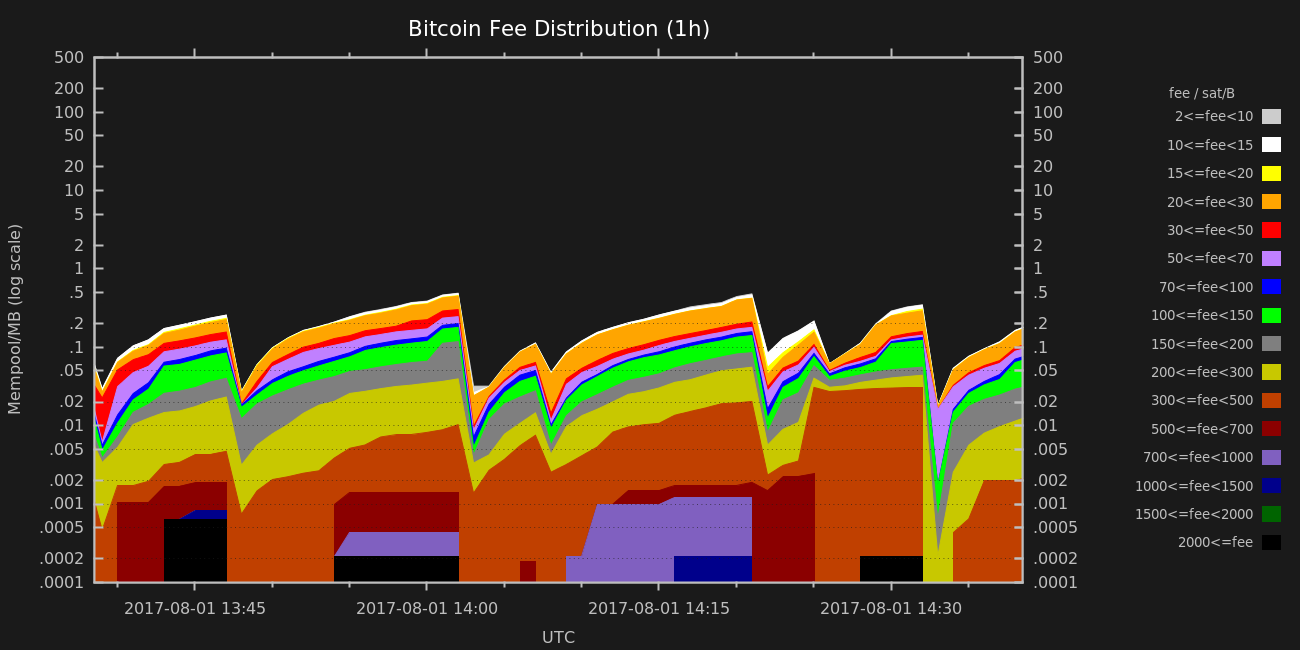 Bitcoin Fee Distribution (1h)
500
200
100
50
20
10
5
2
1
.5
.2
.1
.05
.02
.01
.005
.002
.001
.0005
.0002
.0001
Mempool/MB (log scale)
500
200
100
50
20
10
5
2
1
.5
.2
.1
.05
.02
.01
.005
.002
.001
.0005
.0002
.0001
2017-08-01 13:45 2017-08-01 14:00 2017-08-01 14:15 2017-08-01 14:30
UTC
fee / sat/B
2<=fee<10
10<=fee<15
15<=fee<20
20<=fee<30
30<=fee<50
50<=fee<70
70<=fee<100
100<=fee<150
150<=fee<200
200<=fee<300
300<=fee<500
500<=fee<700
700<=fee<1000
1000<=fee<1500
1500<=fee<2000
2000<=fee